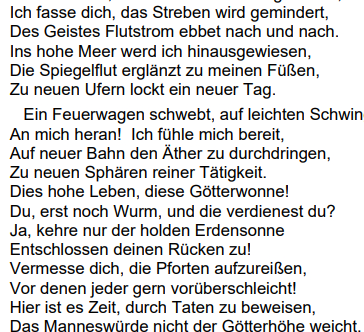 Ich fasse dich, das Streben wird gemindert,
Des Geistes Flutstrom ebbet nach und nach.
Ins hohe Meer werd ich hinausgewiesen,
Die Spiegelflut erglänzt zu meinen Füßen,
Zu neuen Ufern lockt ein neuer Tag.
Ein Feuerwagen schwebt, auf leichten Schwin
An mich heran! Ich fühle mich bereit,
Auf neuer Bahn den Äther zu durchdringen,
Zu neuen Sphären reiner Tätigkeit.
Dies hohe Leben, diese Götterwonne!
Du, erst noch Wurm, und die verdienest du?
Ja, kehre nur der holden Erdensonne
Entschlossen deinen Rücken zu!
Vermesse dich, die Pforten aufzureißen,
Vor denen jeder gern vorüberschleicht!
Hier ist es Zeit, durch Taten zu beweisen,
Das Manneswürde nicht der Götterhöhe weicht,